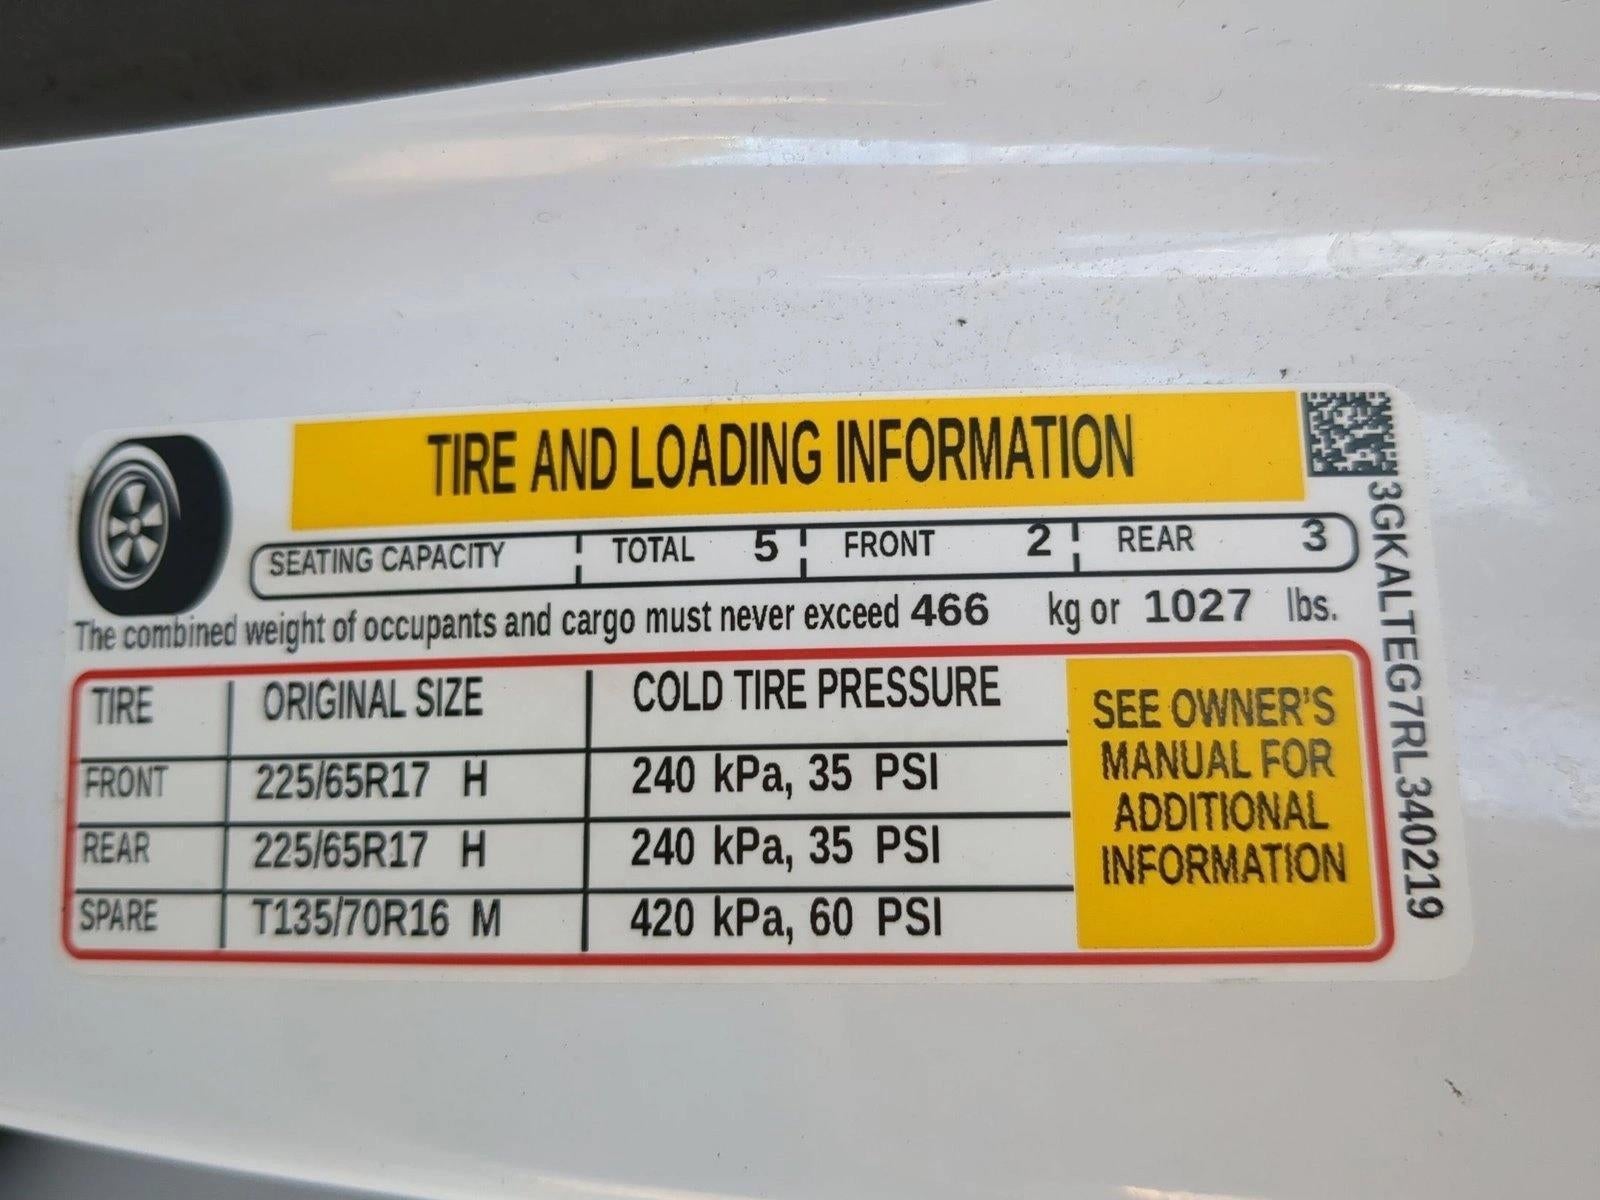 TIRE AND LOADING INFORMATION
SEATING CAPACITY TOTAL 5 FRONT 2 REAR 3
The combined weight of occupants and cargo must never exceed 466 kg or 1027 lbs.
TIRE ORIGINAL SIZE COLD TIRE PRESSURE
FRONT 225/65R17 H 240 kPa, 35 PSI
REAR 225/65R17 H 240 kPa, 35 PSI
SPARE T135/70R16 M 420 kPa, 60 PSI
SEE OWNER'S
MANUAL FOR
ADDITIONAL
INFORMATION
3GKALTEG7RL340219